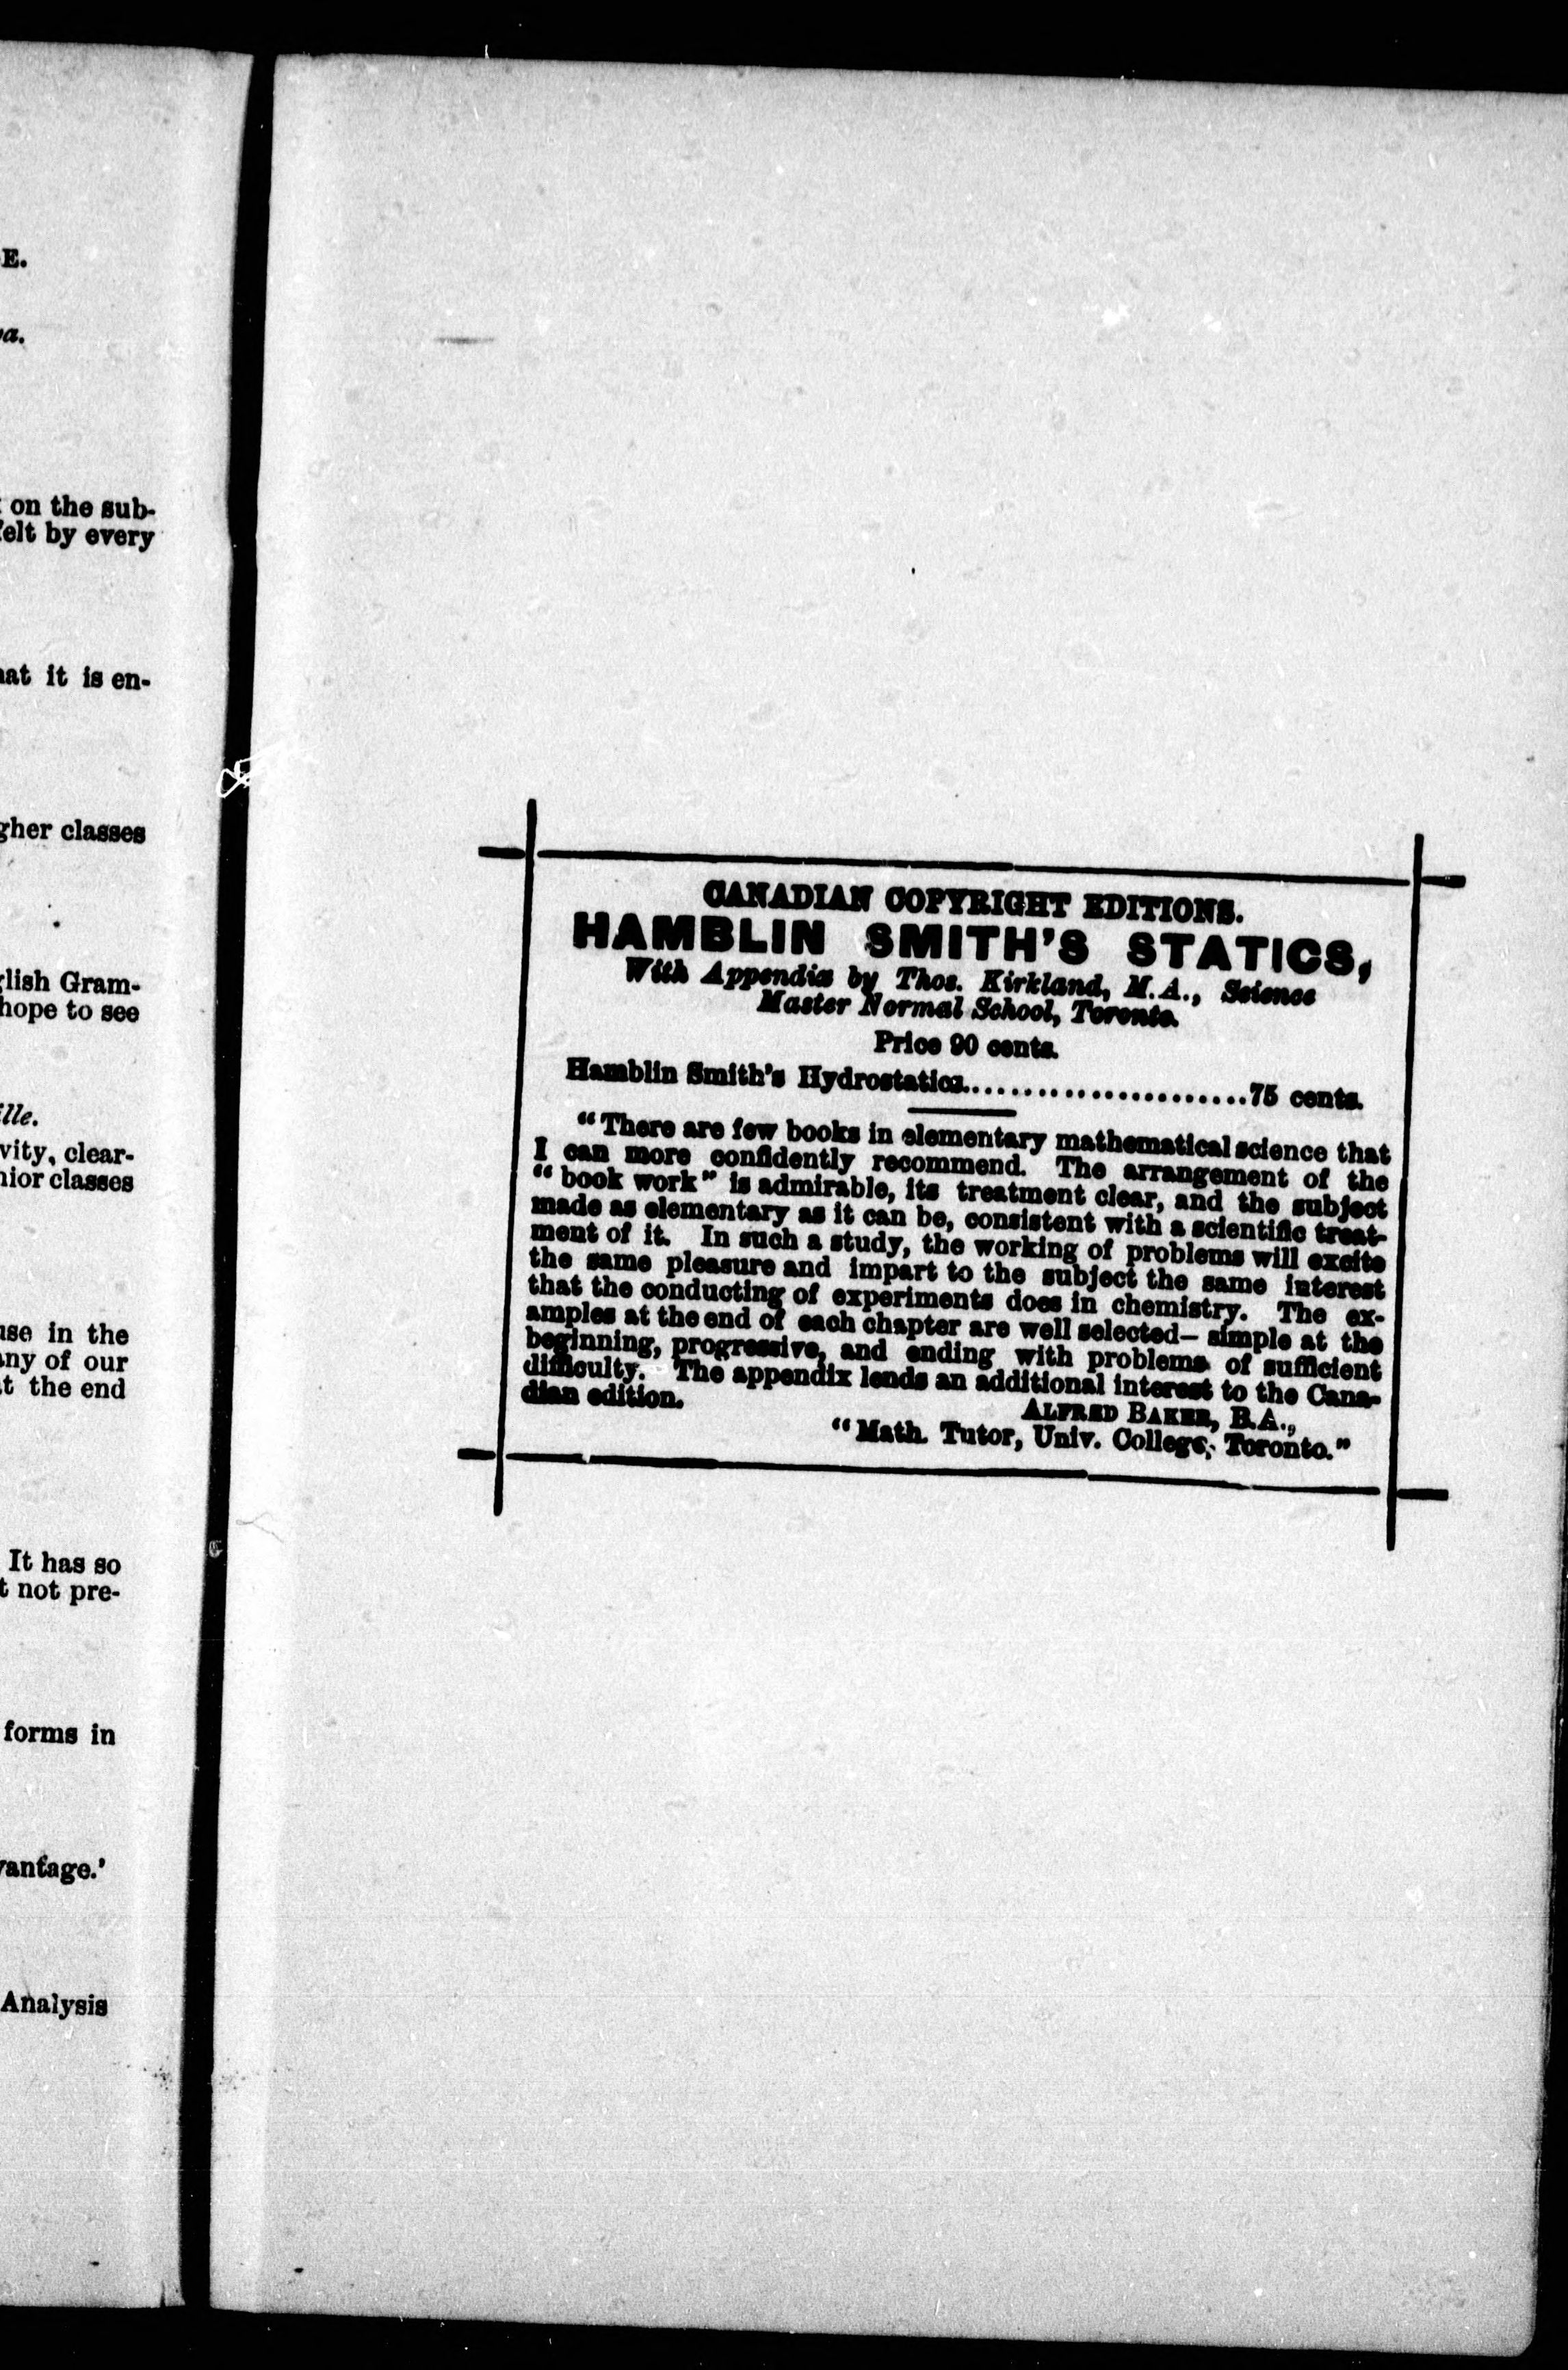 E.
a.
on the sub-
felt by every
at it is en-
gher classes
glish Gram-
hope to see
ille.
vity, clear-
nior classes
use in the
any of our
at the end
It has so
t not pre-
forms in
vantage.'
Analysis
CANADIAN COPYRIGHT EDITIONS.
HAMBLIN SMITH'S STATICS,
With Appendix by Thos. Kirkland, M.A., Science
Master Normal School, Toronto.
Price 90 cents.
Hamblin Smith's Hydrostatics........................75 cents.
"There are few books in elementary mathematical science that
I can more confidently recommend. The arrangement of the
"book work" is admirable, its treatment clear, and the subject
made as elementary as it can be, consistent with a scientific treat-
ment of it. In such a study, the working of problems will excite
the same pleasure and impart to the subject the same interest
that the conducting of experiments does in chemistry. The ex-
amples at the end of each chapter are well selected—simple at the
beginning, progressive, and ending with problems of sufficient
difficulty. The appendix lends an additional interest to the Cana-
dian edition.
ALFRED BAKER, B.A.,
"Math. Tutor, Univ. College, Toronto."